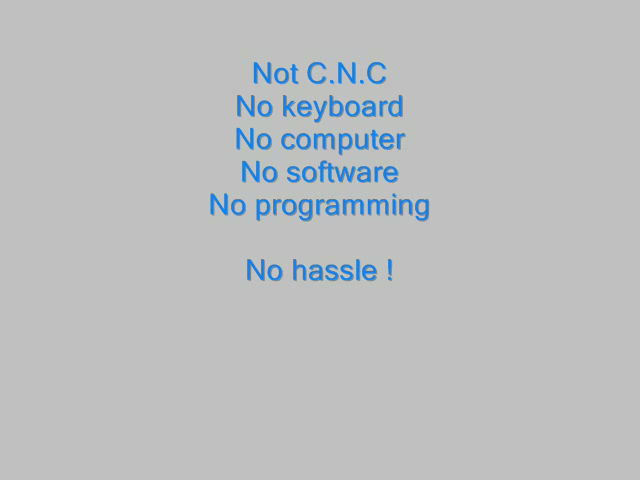 Not C.N.C
No keyboard
No computer
No software
No programming
No hassle !